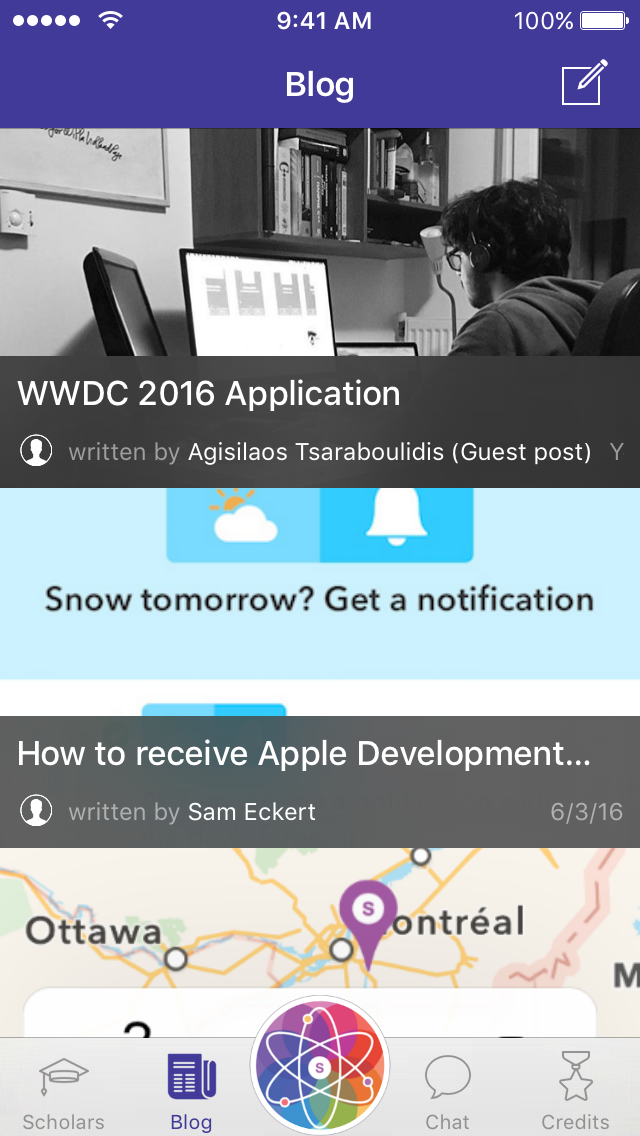 9:41 AM
100%
Blog
WWDC 2016 Application
written by Agisilaos Tsaraboulidis (Guest post) Y
Snow tomorrow? Get a notification
How to receive Apple Development...
written by Sam Eckert 6/3/16
S
Ottawa
ontréal
M
S
Scholars
Blog
Chat
Credits